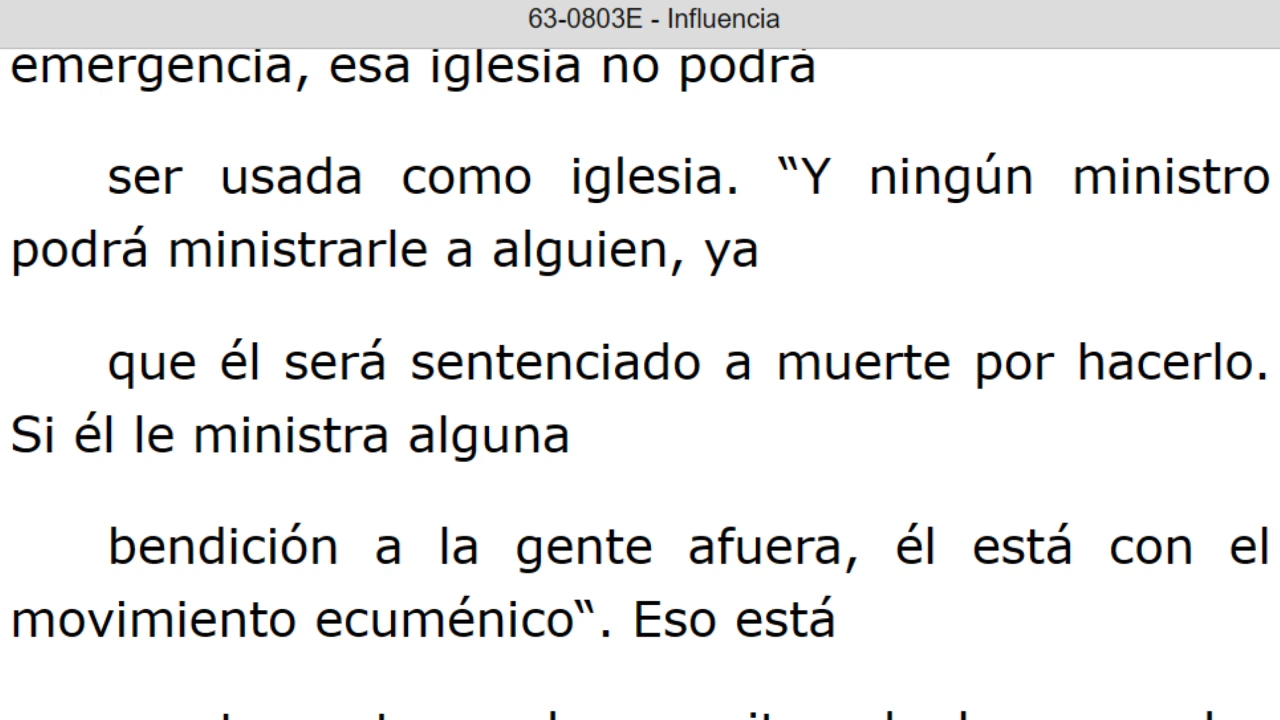 63-0803E - Influencia
emergencia, esa iglesia no podrá
ser usada como iglesia. “Y ningún ministro
podrá ministrarle a alguien, ya
que él será sentenciado a muerte por hacerlo.
Si él le ministra alguna
bendición a la gente afuera, él está con el
movimiento ecuménico“. Eso está